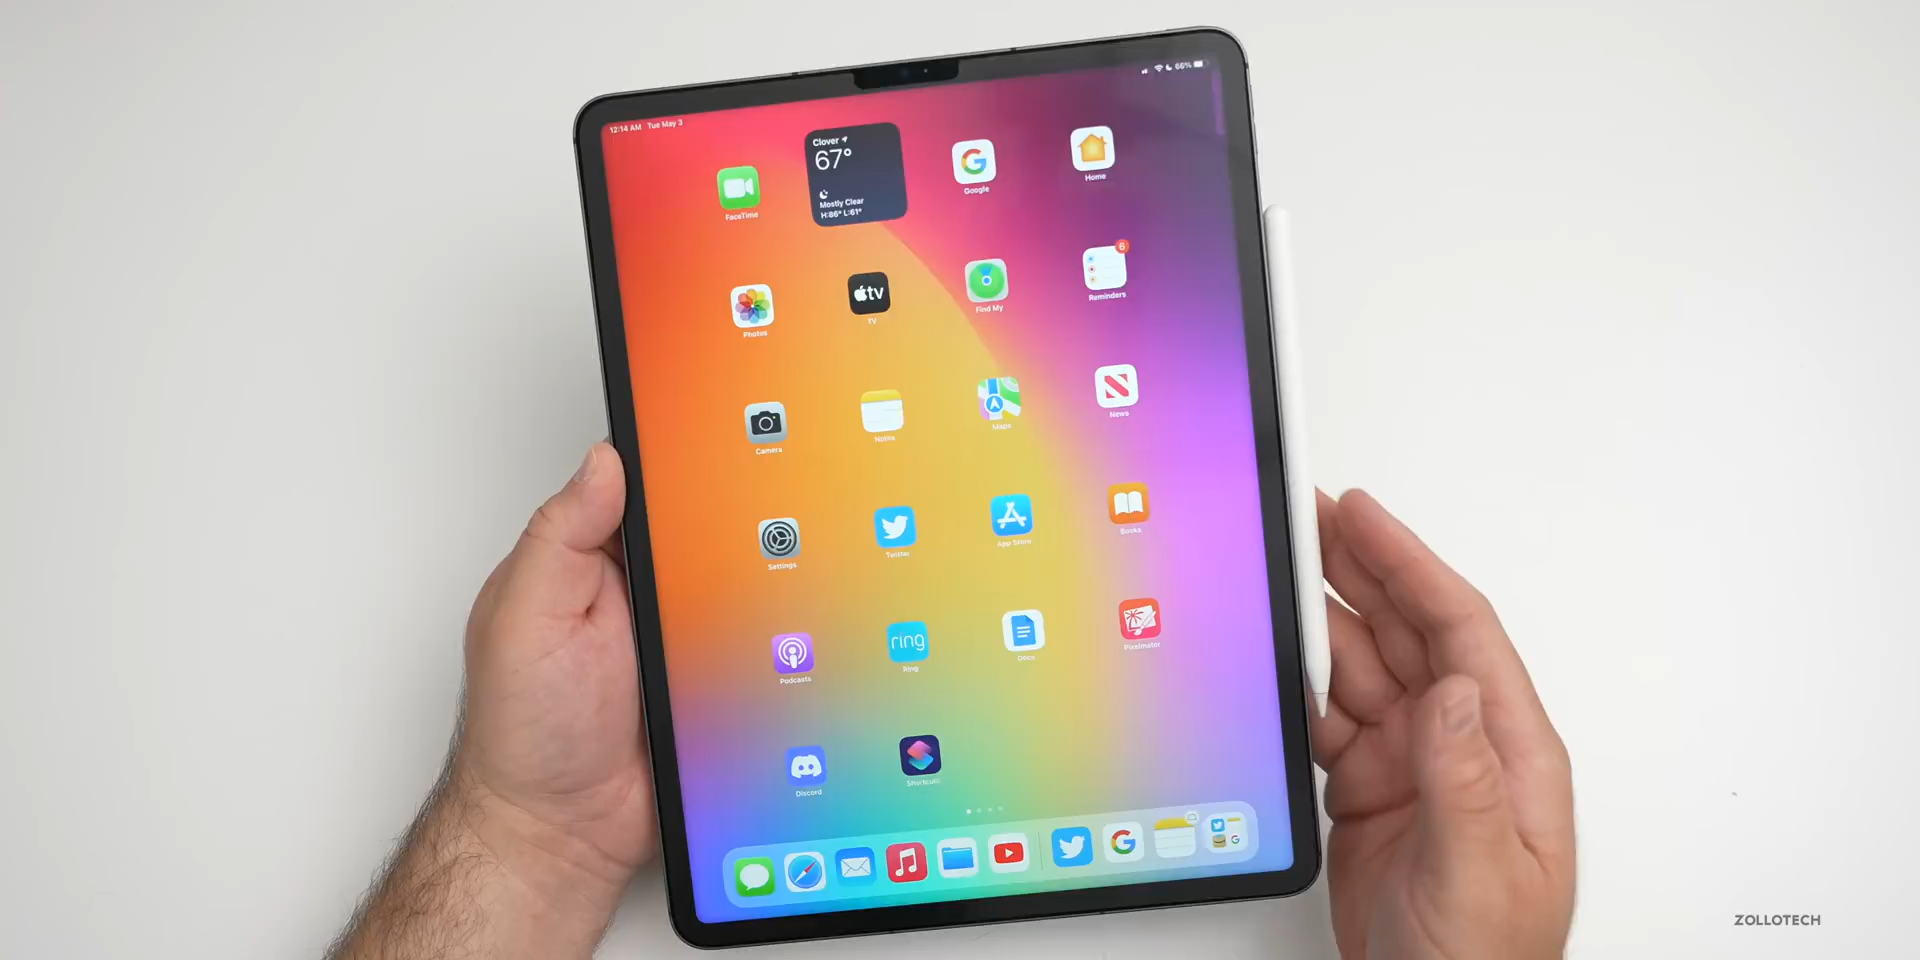 12:14 AM Tue May 3
66%
Clover
67°
Mostly Clear
H:86° L:61°
FaceTime
Google
Home
Photos
tv
TV
Find My
6
Reminders
Camera
Notes
Maps
News
Settings
Twitter
App Store
Books
Podcasts
ring
Ring
Docs
Pixelmator
Discord
Shortcuts
ZOLLOTECH